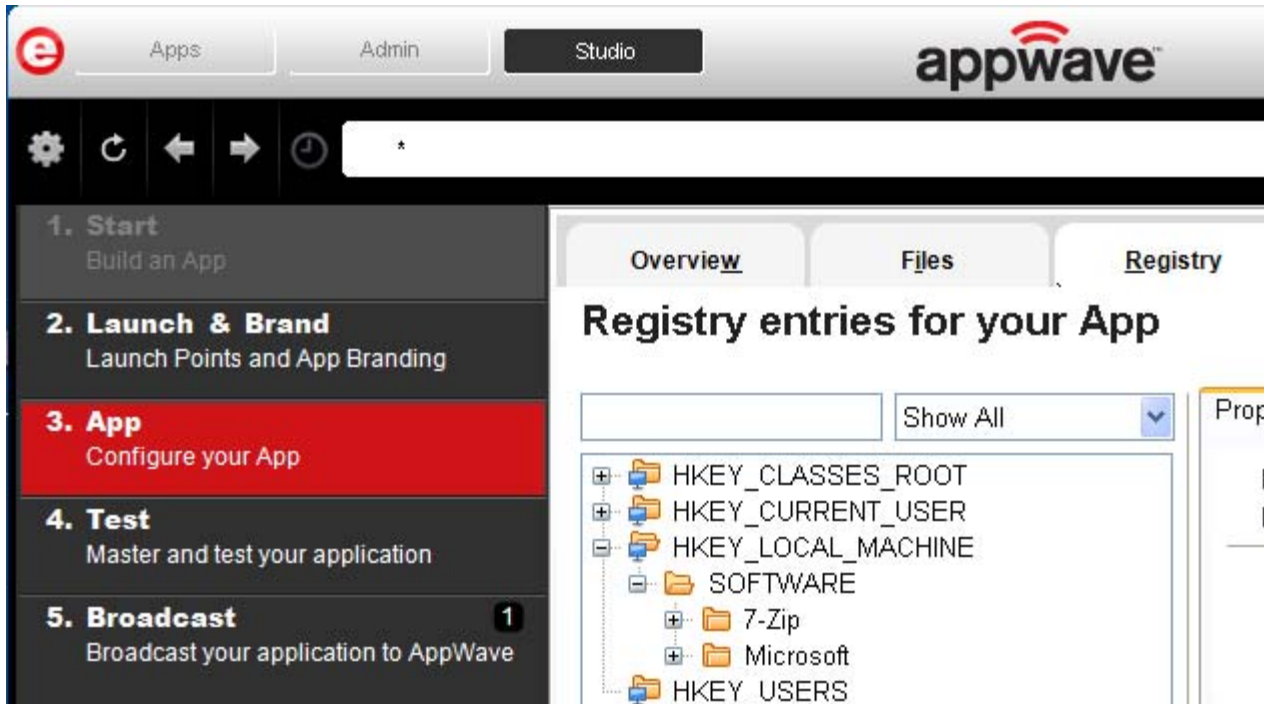 e Apps Admin Studio appwave™
*
1. Start
Build an App
2. Launch & Brand
Launch Points and App Branding
3. App
Configure your App
4. Test
Master and test your application
5. Broadcast 1
Broadcast your application to AppWave
Overview Files Registry
Registry entries for your App
Show All
HKEY_CLASSES_ROOT
HKEY_CURRENT_USER
HKEY_LOCAL_MACHINE
SOFTWARE
7-Zip
Microsoft
HKEY_USERS
Prop